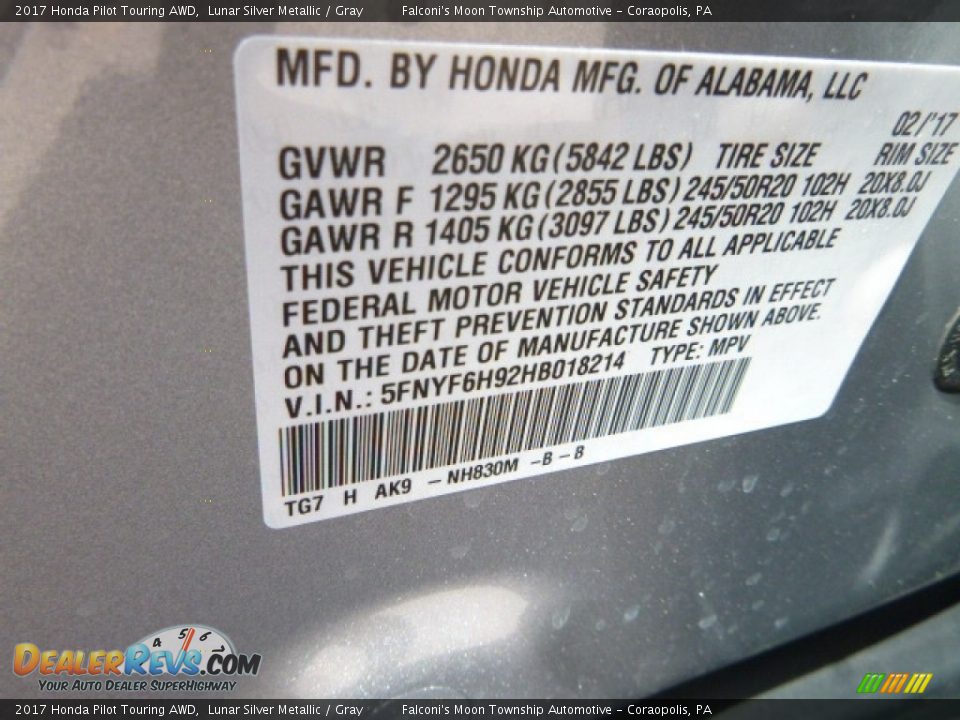 2017 Honda Pilot Touring AWD, Lunar Silver Metallic / Gray Falconi's Moon Township Automotive - Coraopolis, PA
MFD. BY HONDA MFG. OF ALABAMA, LLC
02/'17
GVWR 2650 KG (5842 LBS) TIRE SIZE RIM SIZE
GAWR F 1295 KG (2855 LBS) 245/50R20 102H 20X8.0J
GAWR R 1405 KG (3097 LBS) 245/50R20 102H 20X8.0J
THIS VEHICLE CONFORMS TO ALL APPLICABLE
FEDERAL MOTOR VEHICLE SAFETY
AND THEFT PREVENTION STANDARDS IN EFFECT
ON THE DATE OF MANUFACTURE SHOWN ABOVE.
V.I.N.: 5FNYF6H92HB018214 TYPE: MPV
TG7 H AK9 - NH830M -B - B
4 5 6
DEALERREVS.COM
YOUR AUTO DEALER SUPERHIGHWAY
2017 Honda Pilot Touring AWD, Lunar Silver Metallic / Gray Falconi's Moon Township Automotive - Coraopolis, PA